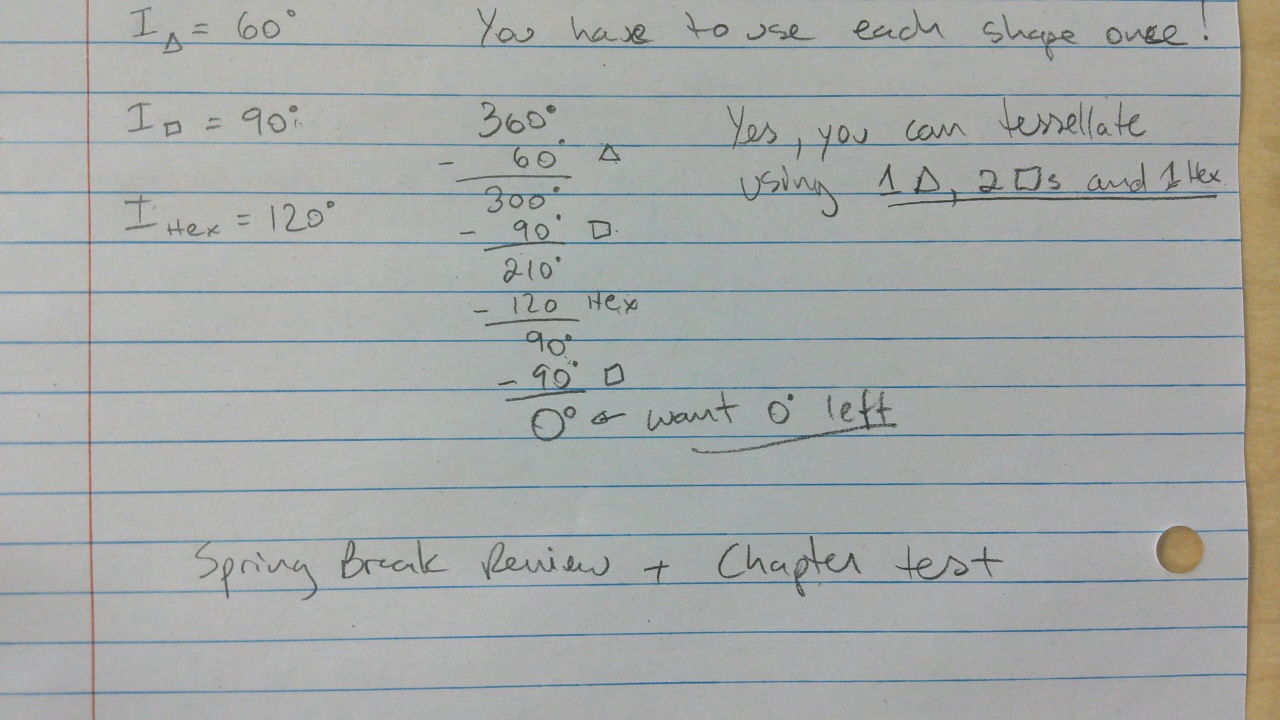 I△ = 60°
You have to use each shape once!
I□ = 90°
360°
- 60° △
300°
- 90° □
210°
- 120 Hex
90°
- 90° □
0° ← want 0° left
Yes, you can tessellate
using 1 △, 2 □s and 1 Hex
I Hex = 120°
Spring Break Review + Chapter test